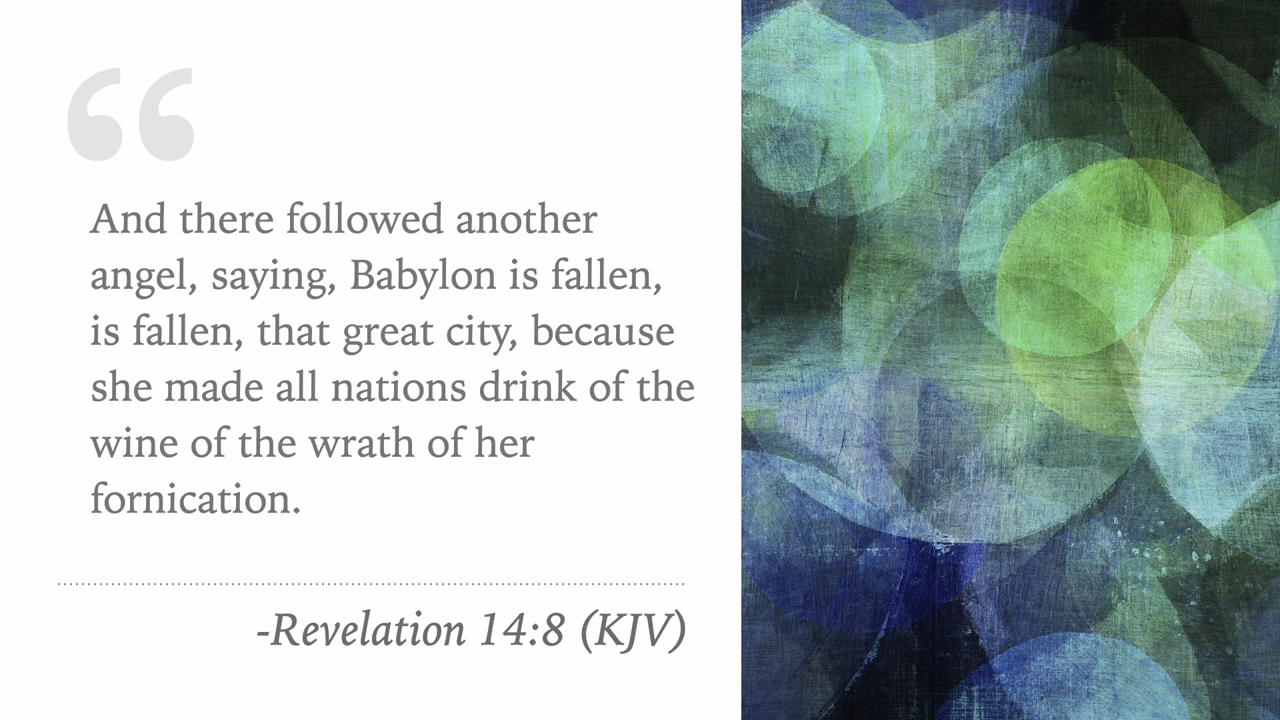 “
And there followed another
angel, saying, Babylon is fallen,
is fallen, that great city, because
she made all nations drink of the
wine of the wrath of her
fornication.
-Revelation 14:8 (KJV)